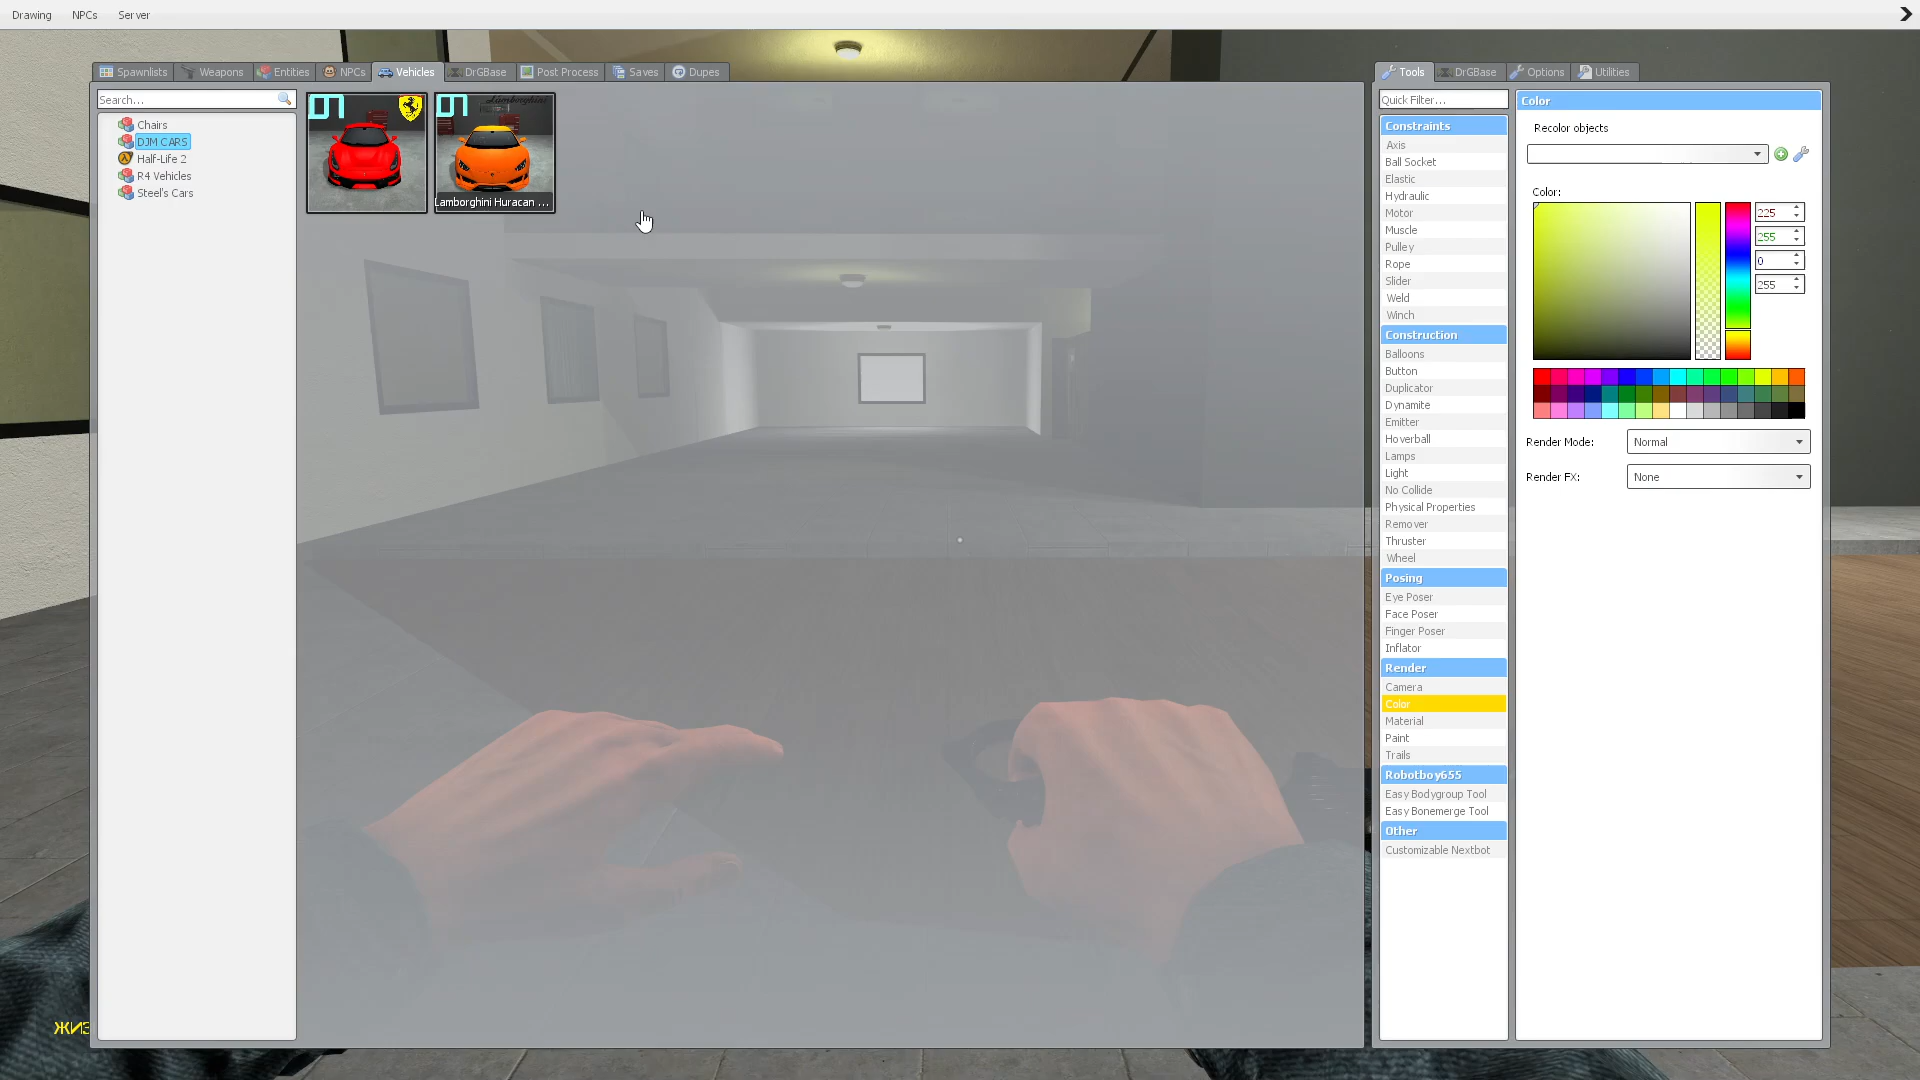 Drawing NPCs Server
Spawnlists Weapons Entities NPCs Vehicles DrGBase Post Process Saves Dupes
Search...
Chairs
DJM CARS
Half-Life 2
R4 Vehicles
Steel's Cars
Lamborghini
Lamborghini Huracan ...
ЖИЗ
Tools DrGBase Options Utilities
Quick Filter...
Constraints
Axis
Ball Socket
Elastic
Hydraulic
Motor
Muscle
Pulley
Rope
Slider
Weld
Winch
Construction
Balloons
Button
Duplicator
Dynamite
Emitter
Hoverball
Lamps
Light
No Collide
Physical Properties
Remover
Thruster
Wheel
Posing
Eye Poser
Face Poser
Finger Poser
Inflator
Render
Camera
Color
Material
Paint
Trails
Robotboy655
Easy Bodygroup Tool
Easy Bonemerge Tool
Other
Customizable Nextbot
Color
Recolor objects
Color:
225
255
0
255
Render Mode: Normal
Render FX: None